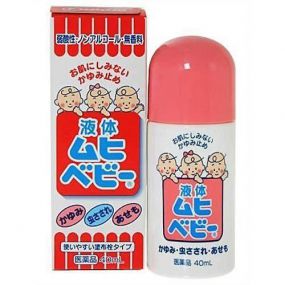 弱酸性・ノンアルコール・無香料
お肌にしみない
かゆみ止め
液体
ムヒ
ベビー®
かゆみ
虫さされ
あせも
使いやすい塗布栓タイプ
医薬品 40mL
お肌にしみない
かゆみ止め
液体
ムヒ
ベビー®
かゆみ・虫さされ・あせも
医薬品 40mL